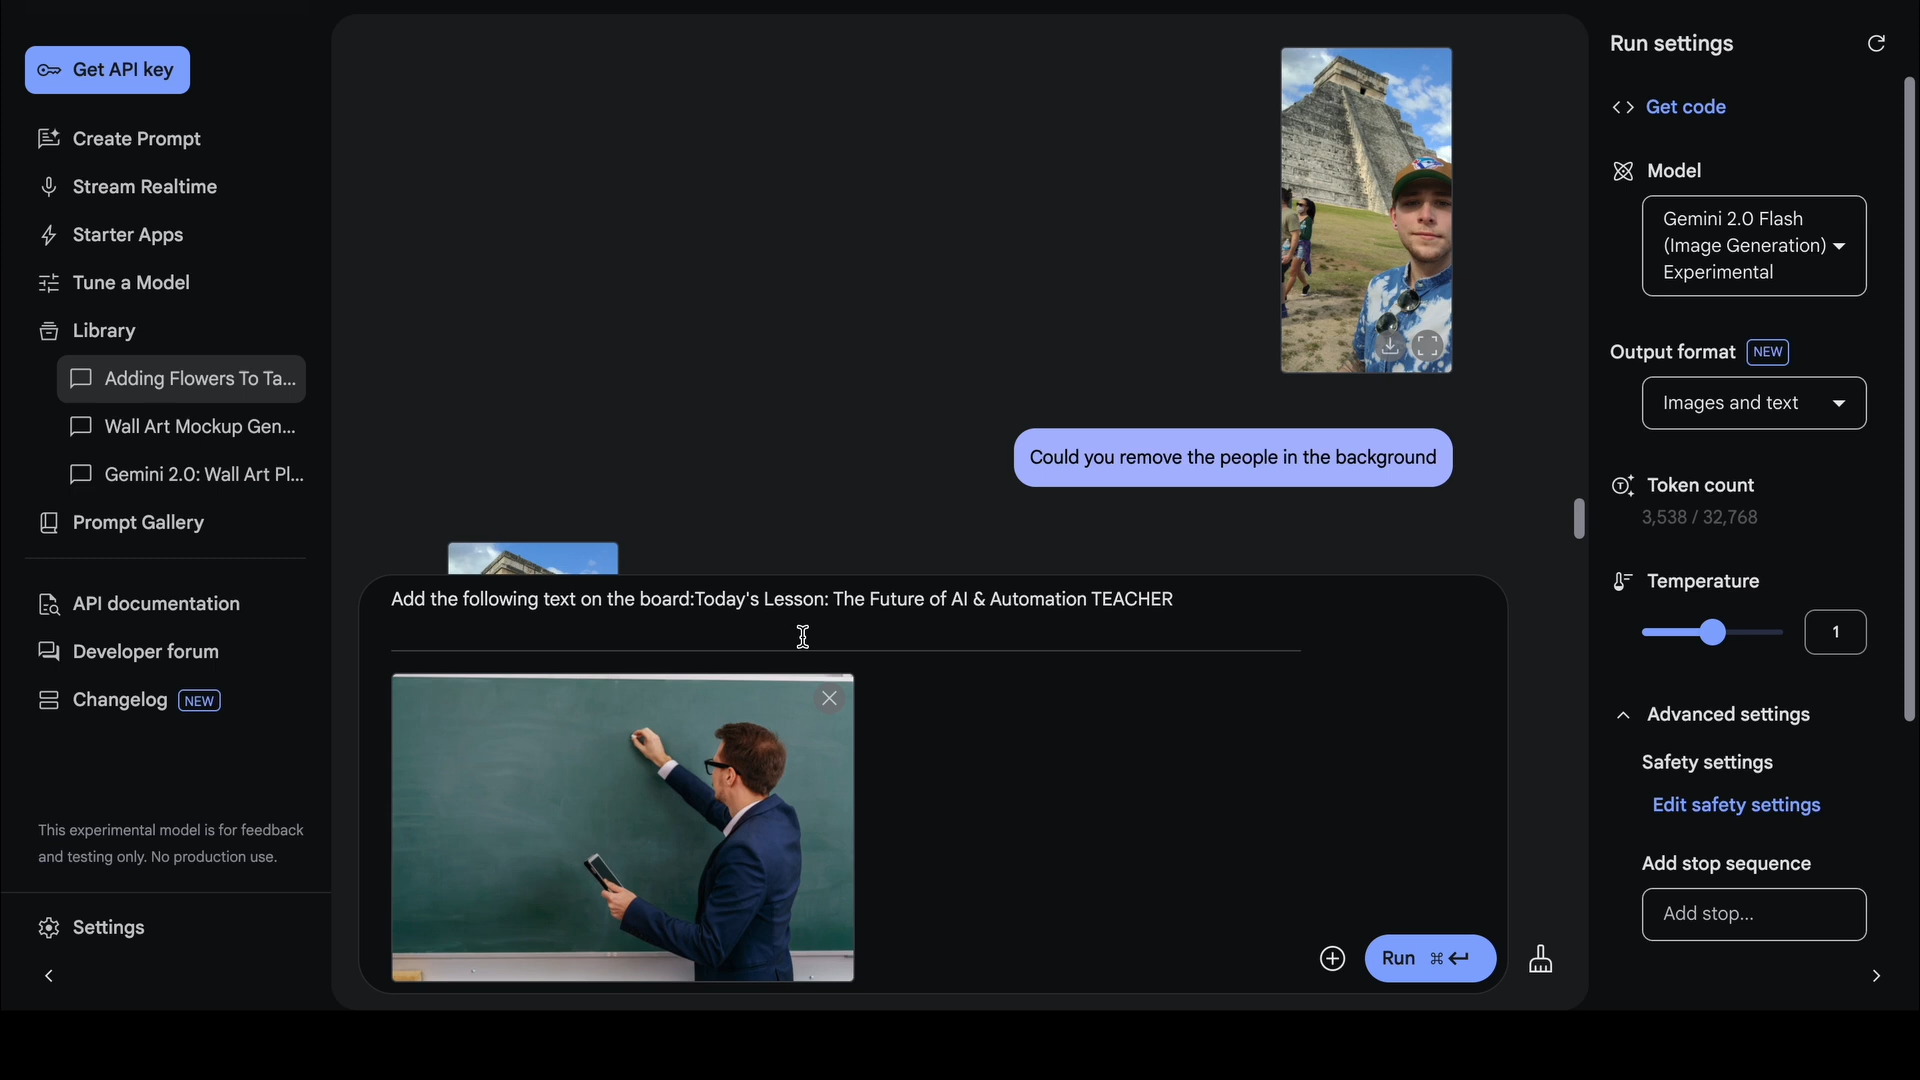 Get API key
Create Prompt
Stream Realtime
Starter Apps
Tune a Model
Library
Adding Flowers To Ta...
Wall Art Mockup Gen...
Gemini 2.0: Wall Art Pl...
Prompt Gallery
API documentation
Developer forum
Changelog NEW
This experimental model is for feedback
and testing only. No production use.
Settings
Could you remove the people in the background
Add the following text on the board:Today's Lesson: The Future of AI & Automation TEACHER
Run ⌘ ↵
Run settings
Get code
Model
Gemini 2.0 Flash
(Image Generation)
Experimental
Output format NEW
Images and text
Token count
3,538 / 32,768
Temperature
1
Advanced settings
Safety settings
Edit safety settings
Add stop sequence
Add stop...